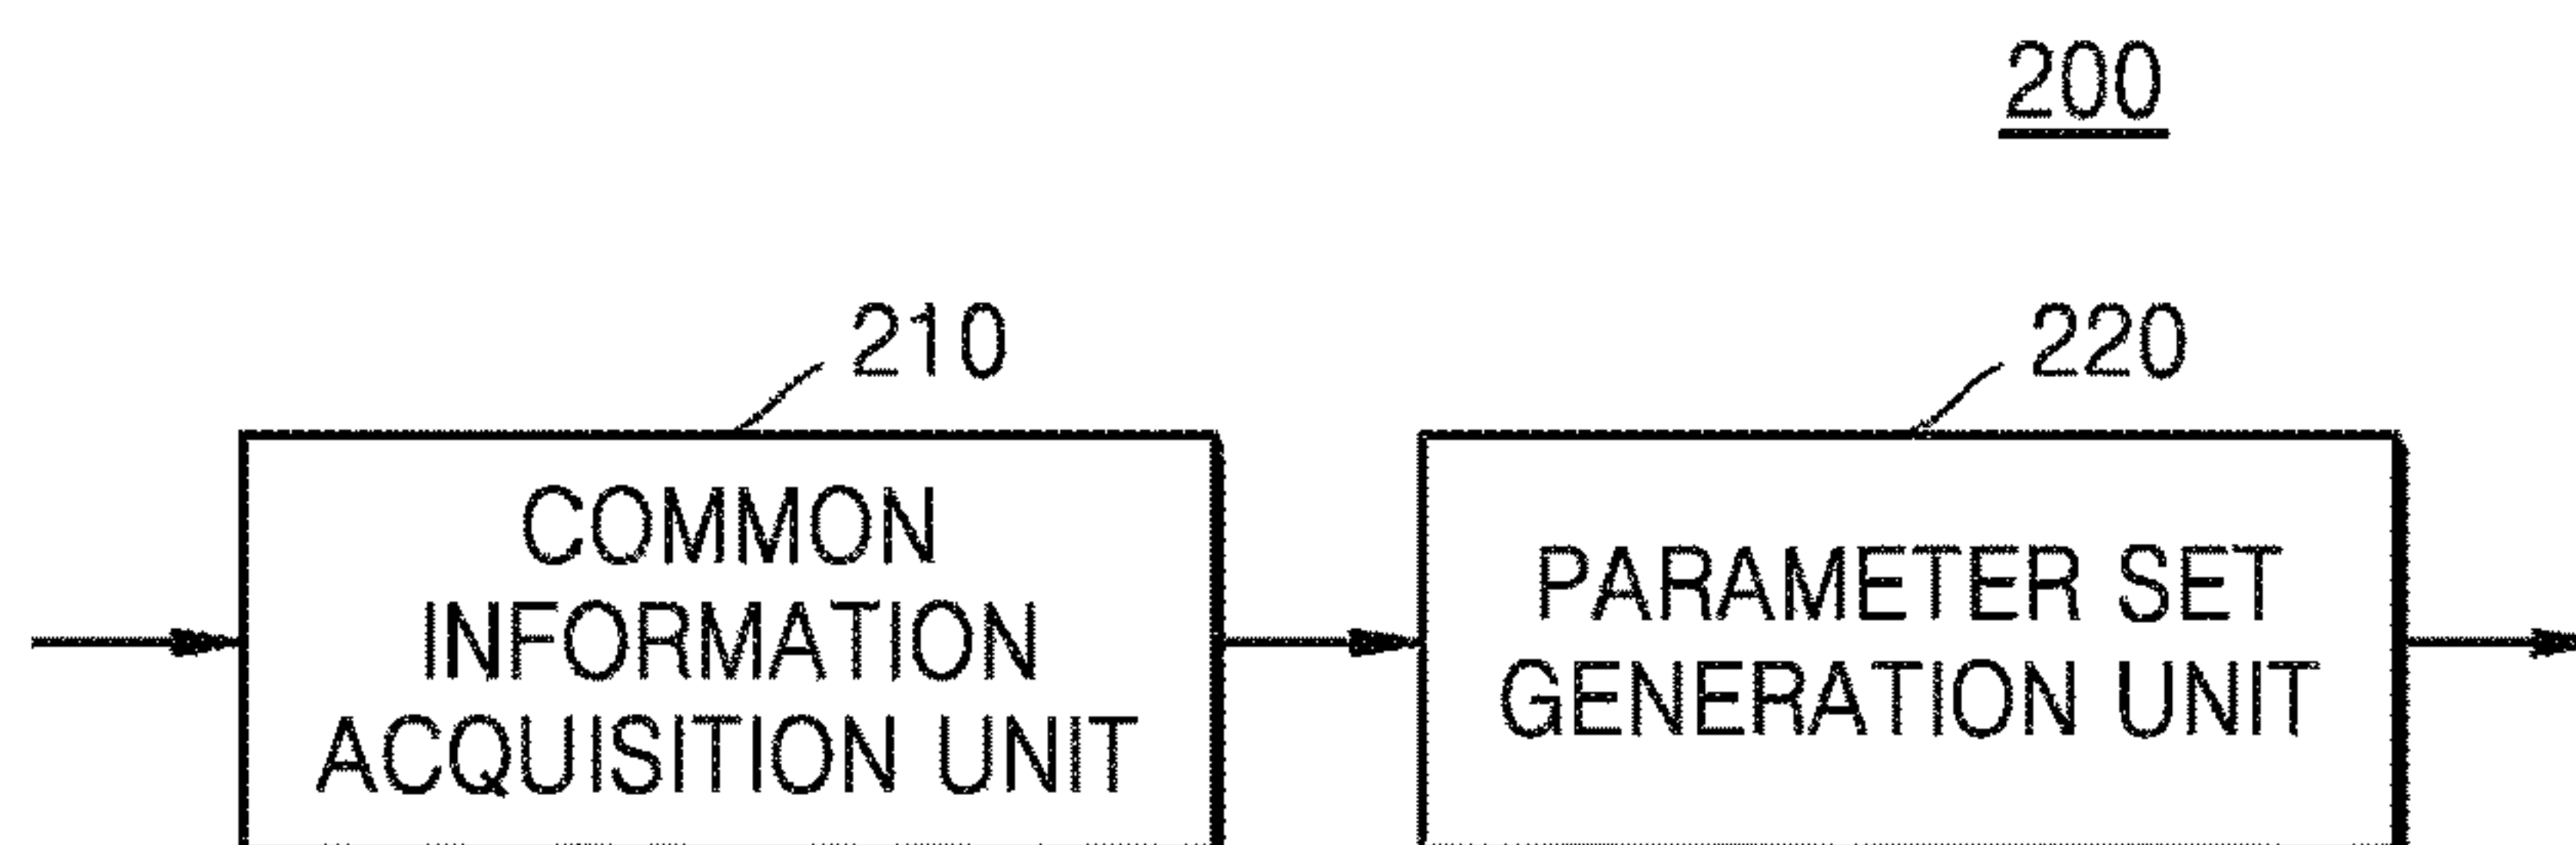 200
210
220
COMMON
INFORMATION
ACQUISITION UNIT
PARAMETER SET
GENERATION UNIT